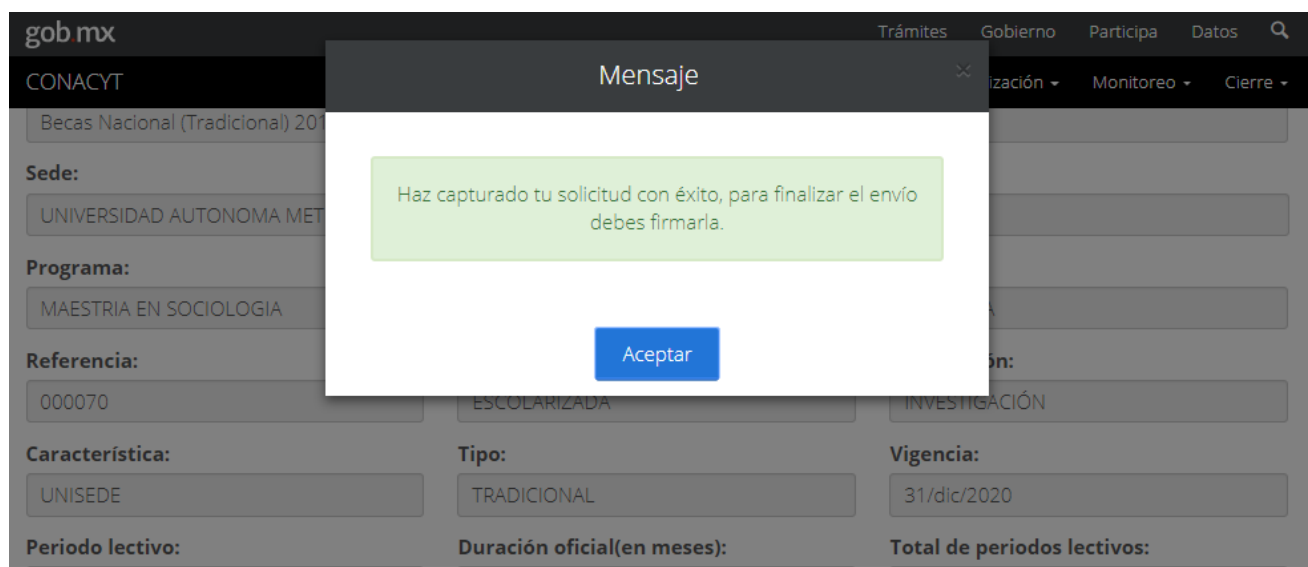 gob.mx
Trámites Gobierno Participa Datos
CONACYT
Mensaje
ización Monitoreo Cierre
Becas Nacional (Tradicional) 201
Sede:
UNIVERSIDAD AUTONOMA MET
Haz capturado tu solicitud con éxito, para finalizar el envío
debes firmarla.
Programa:
MAESTRIA EN SOCIOLOGIA
Aceptar
Referencia:
ón:
000070
ESCOLARIZADA
INVESTIGACIÓN
Característica:
Tipo:
Vigencia:
UNISEDE
TRADICIONAL
31/dic/2020
Periodo lectivo:
Duración oficial(en meses):
Total de periodos lectivos: